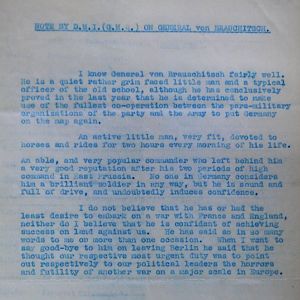 NOTE BY D.M.I.(G.M.S.) ON GENERAL von BRAUCHITSCH.
I know General von Brauchitsch fairly well.
He is a quiet rather grim faced little man and a typical
officer of the old school, although he has conclusively
proved in the last year that he is determined to make
use of the fullest co-operation between the para-military
organizations of the party and the Army to put Germany
on the map again.
An active little man, very fit, devoted to
horses and rides for two hours every morning of his life.
An able, and very popular commander who left behind him
a very good reputation after his two periods of high
command in East Prussia. No one in Germany considers
him a brilliant soldier in any way, but he is sound and
full of drive, and undoubtedly induces confidence.
I do not believe that he has or had the
least desire to embark on a war with France and England,
neither do I believe that he is confident of achieving
success on land against us. He has said as in so many
words to me on more than one occasion. When I went to
say good-bye to him on leaving Berlin he said that he
thought our respective most urgent duty was to point
out respectively to our political leaders the horrors
and futility of another war on a major scale in Europe.